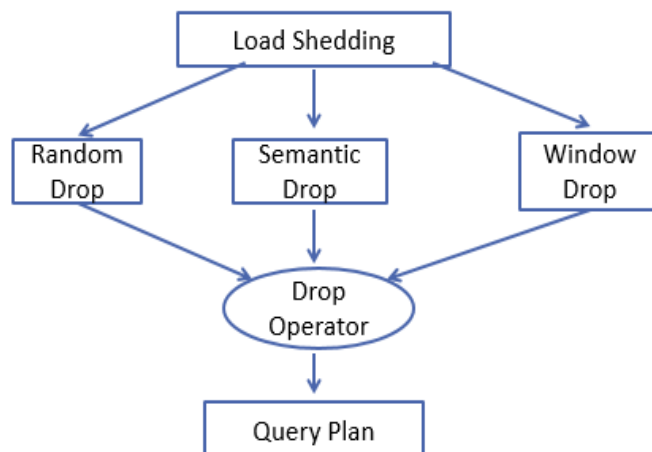 Load Shedding
Random
Drop
Semantic
Drop
Window
Drop
Drop
Operator
Query Plan